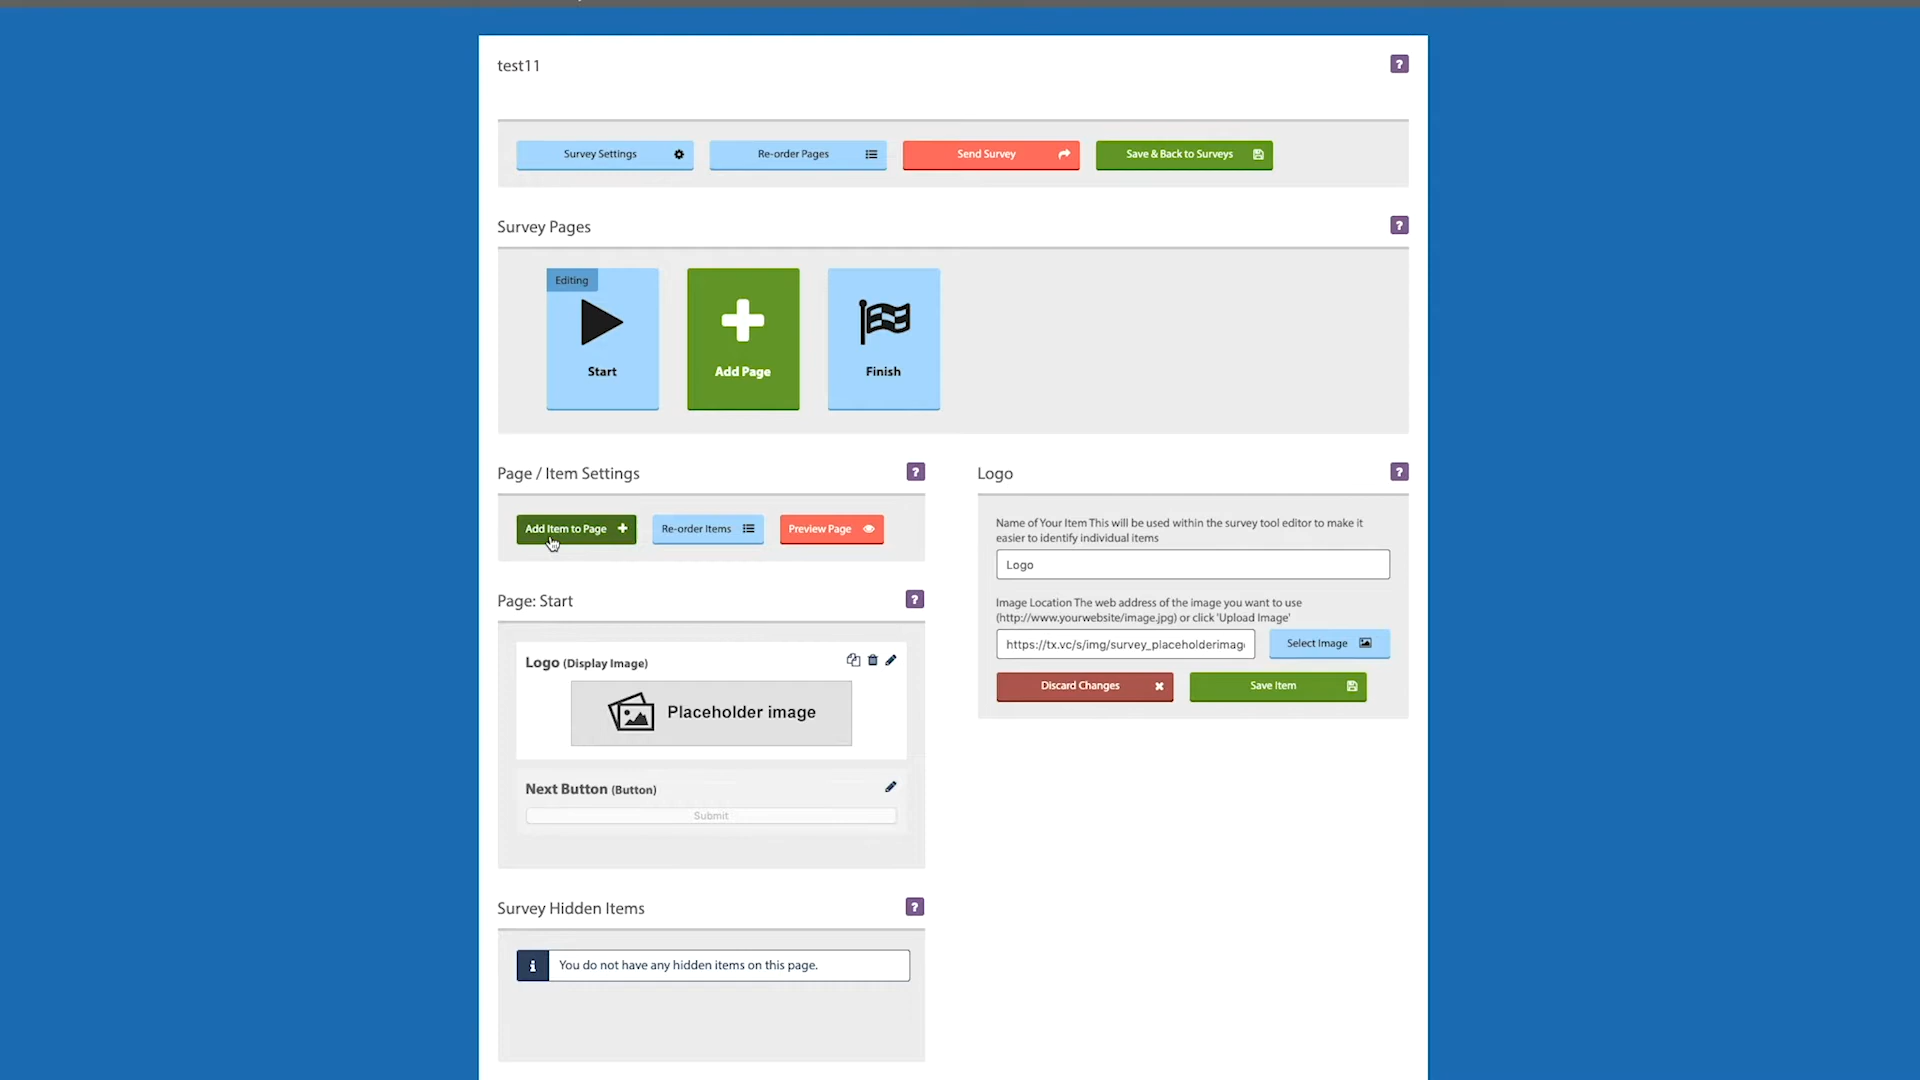 test11
?
Survey Settings
Re-order Pages
Send Survey
Save & Back to Surveys
Survey Pages
?
Editing
Start
Add Page
Finish
Page / Item Settings
?
Add Item to Page
Re-order Items
Preview Page
Logo
?
Name of Your Item This will be used within the survey tool editor to make it
easier to identify individual items
Logo
Image Location The web address of the image you want to use
(http://www.yourwebsite/image.jpg) or click 'Upload Image'
https://tx.vc/s/img/survey_placeholderimag
Select Image
Discard Changes
Save Item
Page: Start
?
Logo (Display Image)
Placeholder image
Next Button (Button)
Submit
Survey Hidden Items
?
i
You do not have any hidden items on this page.